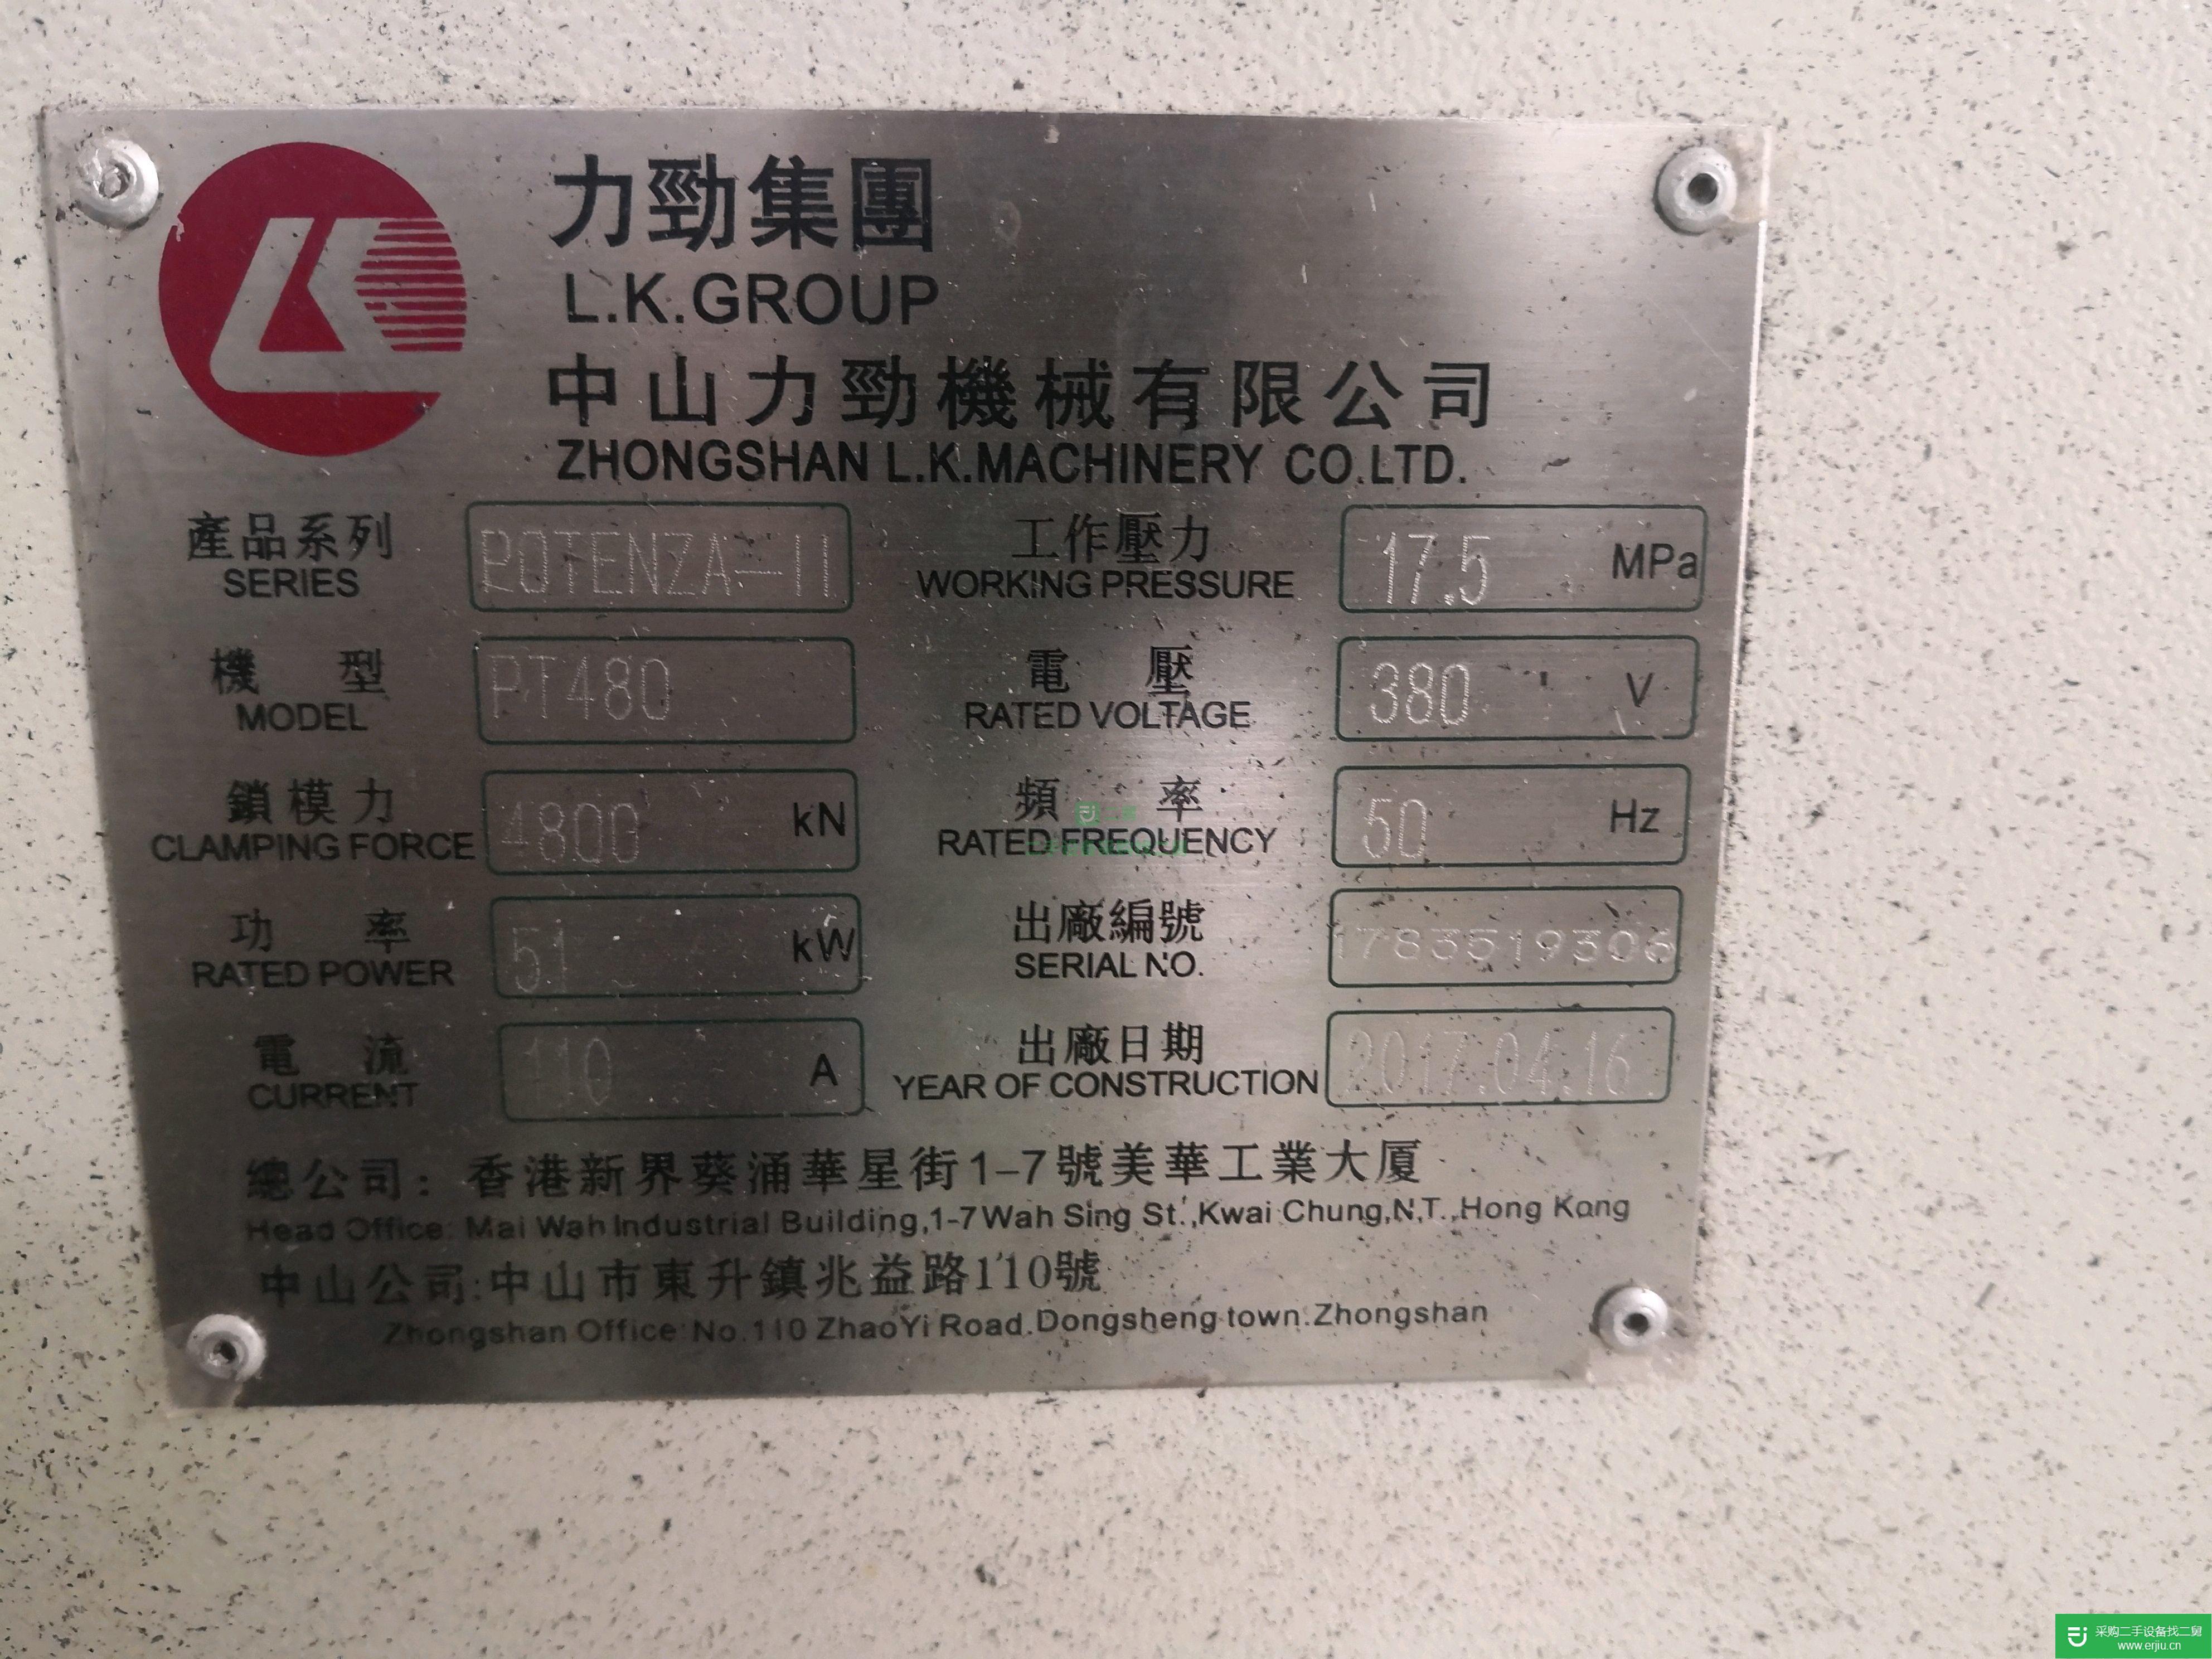 力勁集團
L.K.GROUP
中山力勁機械有限公司
ZHONGSHAN L.K.MACHINERY CO.LTD.
產品系列 POTENZA-II 工作壓力 17.5 MPa
SERIES WORKING PRESSURE
機型 PT480 電壓 380 V
MODEL RATED VOLTAGE
鎖模力 4800 kN 頻率 50 Hz
CLAMPING FORCE RATED FREQUENCY
功率 51 kW 出廠編號 1783519306
RATED POWER SERIAL NO.
電流 110 A 出廠日期 2017.04.16
CURRENT YEAR OF CONSTRUCTION
總公司: 香港新界葵涌華星街1-7號美華工業大厦
Head Office: Mai Wah Industrial Building,1-7 Wah Sing St.,Kwai Chung,N.T.,Hong Kong
中山公司:中山市東升鎮兆益路110號
Zhongshan Office:No.110 ZhaoYi Road.Dongsheng town.Zhongshan
采购二手设备找二舅
www.erjiu.cn